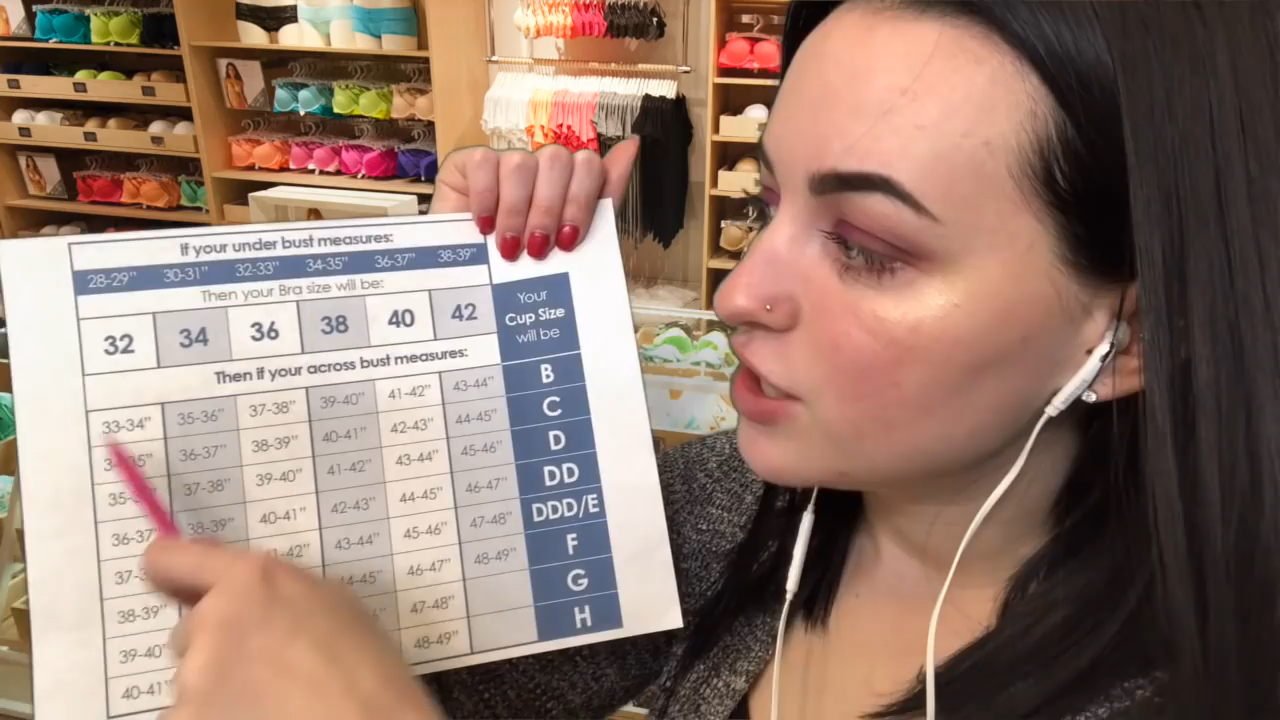 If your under bust measures:
28-29" 30-31" 32-33" 34-35" 36-37" 38-39"
Then your Bra size will be:
32 34 36 38 40 42
Your
Cup Size
will be
Then if your across bust measures:
33-34" 35-36" 37-38" 39-40" 41-42" 43-44" B
36-37" 38-39" 40-41" 42-43" 44-45" C
37-38" 39-40" 41-42" 43-44" 45-46" D
36-37" 38-39" 40-41" 42-43" 44-45" 46-47" DD
43-44" 45-46" 47-48" DDD/E
38-39" 46-47" 48-49" F
39-40" 47-48" G
40-41" 48-49" H